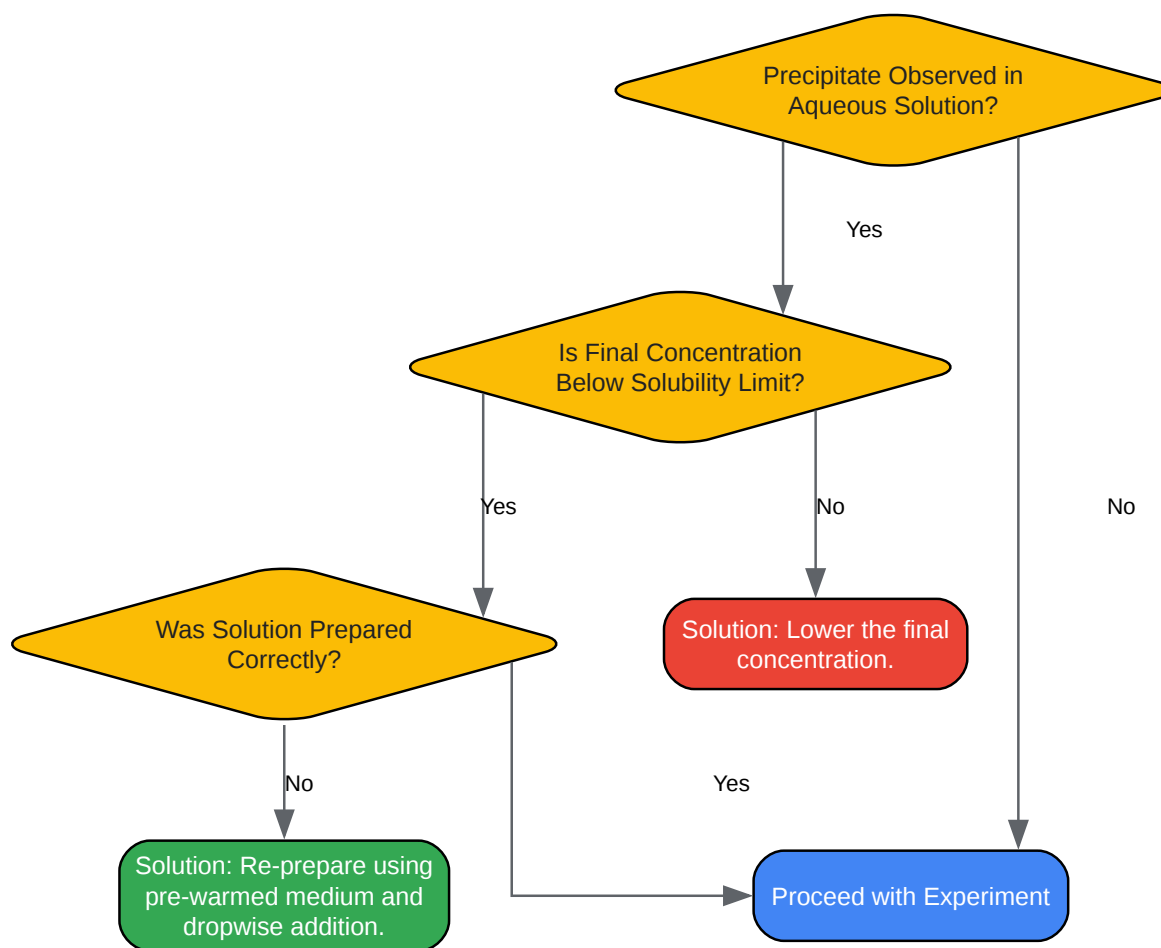 Precipitate Observed in
Aqueous Solution?
Yes
Is Final Concentration
Below Solubility Limit?
Yes
No
No
Was Solution Prepared
Correctly?
Solution: Lower the final
concentration.
No
Yes
Solution: Re-prepare using
pre-warmed medium and
dropwise addition.
Proceed with Experiment